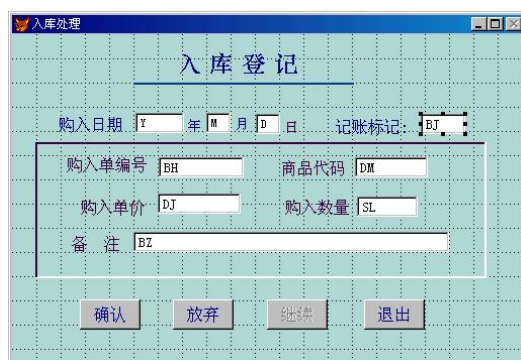 入库处理
入库登记
购入日期 Y 年 M 月 D 日 记账标记: BJ
购入单编号 BH 商品代码 DM
购入单价 DJ 购入数量 SL
备 注 BZ
确认 放弃 继续 退出